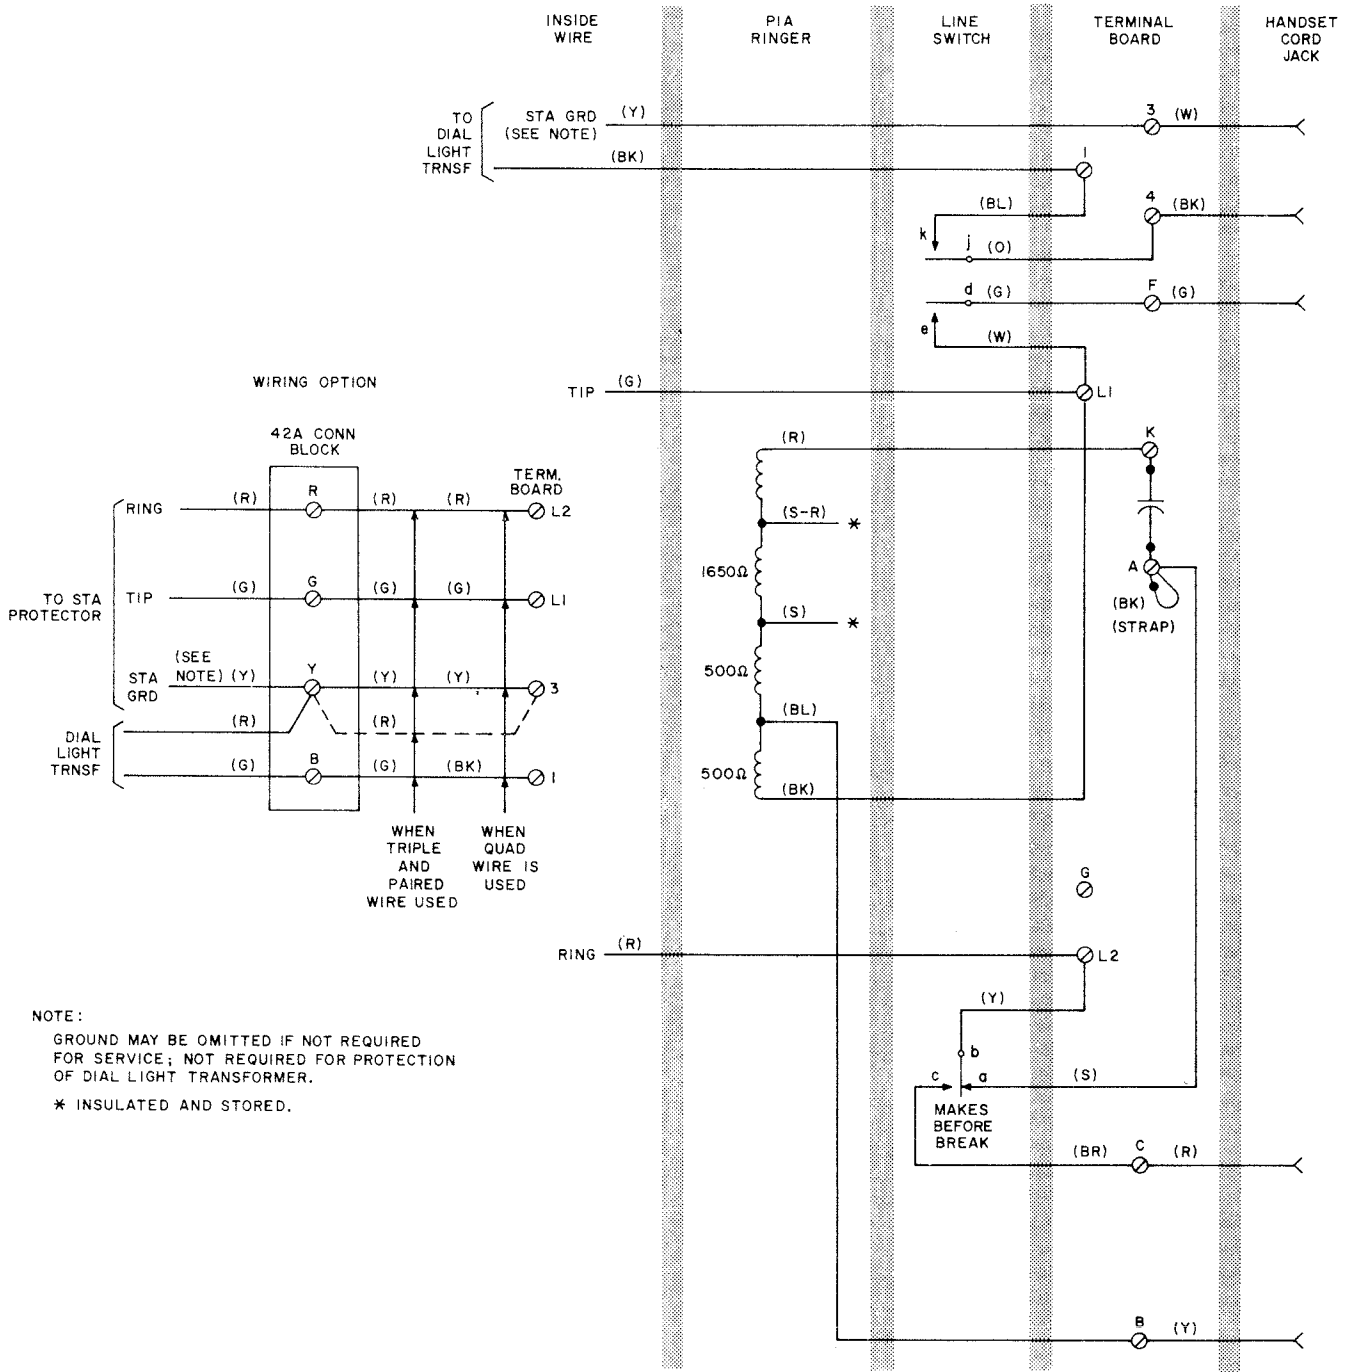 INSIDE WIRE
PIA RINGER
LINE SWITCH
TERMINAL BOARD
HANDSET CORD JACK
TO DIAL LIGHT TRNSF
STA GRD (Y)
(SEE NOTE)
(BK)
3 (W)
1
(BL)
4 (BK)
k
j (O)
d (G)
F (G)
e
(W)
TIP (G)
L1
WIRING OPTION
42A CONN BLOCK
TERM. BOARD
RING (R) R (R) (R) L2
TO STA PROTECTOR
TIP (G) G (G) (G) L1
(SEE NOTE)
STA GRD (Y) Y (Y) (Y) 3
(R) (R)
DIAL LIGHT TRNSF
(G) B (G) (BK) 1
WHEN TRIPLE AND PAIRED WIRE USED
WHEN QUAD WIRE IS USED
(R)
K
(S-R) *
1650Ω
A
(S) *
(BK)
(STRAP)
500Ω
(BL)
500Ω
(BK)
G
RING (R)
L2
(Y)
b
c a (S)
MAKES BEFORE BREAK
(BR) C (R)
B (Y)
NOTE:
GROUND MAY BE OMITTED IF NOT REQUIRED
FOR SERVICE; NOT REQUIRED FOR PROTECTION
OF DIAL LIGHT TRANSFORMER.
* INSULATED AND STORED.